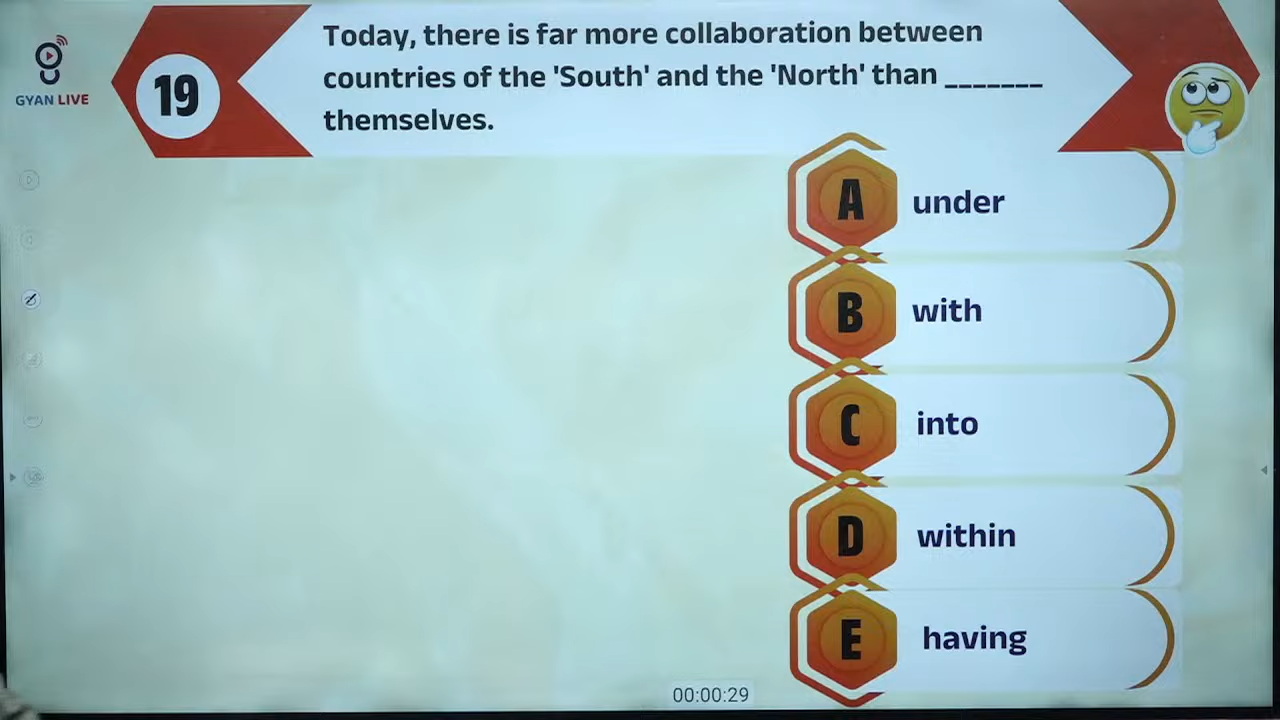 GYAN LIVE
19
Today, there is far more collaboration between
countries of the 'South' and the 'North' than _______
themselves.
A under
B with
C into
D within
E having
00:00:29